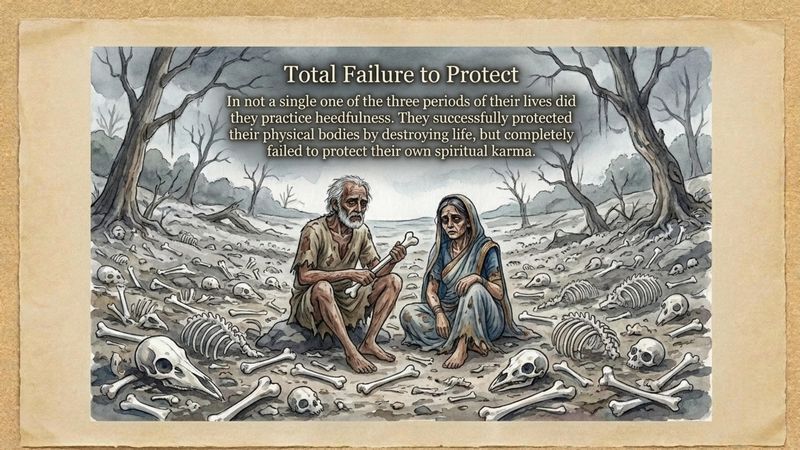 Total Failure to Protect
In not a single one of the three periods of their lives did
they practice heedfulness. They successfully protected
their physical bodies by destroying life, but completely
failed to protect their own spiritual karma.